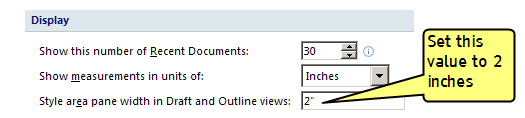 Display
Show this number of Recent Documents: 30
Show measurements in units of: Inches
Style area pane width in Draft and Outline views: 2"
Set this
value to 2
inches